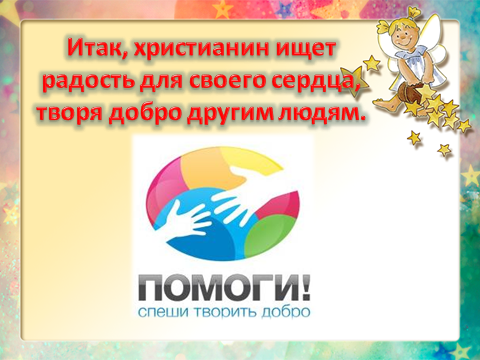 Итак, христианин ищет
радость для своего сердца,
творя добро другим людям.
ПОМОГИ!
спеши творить добро